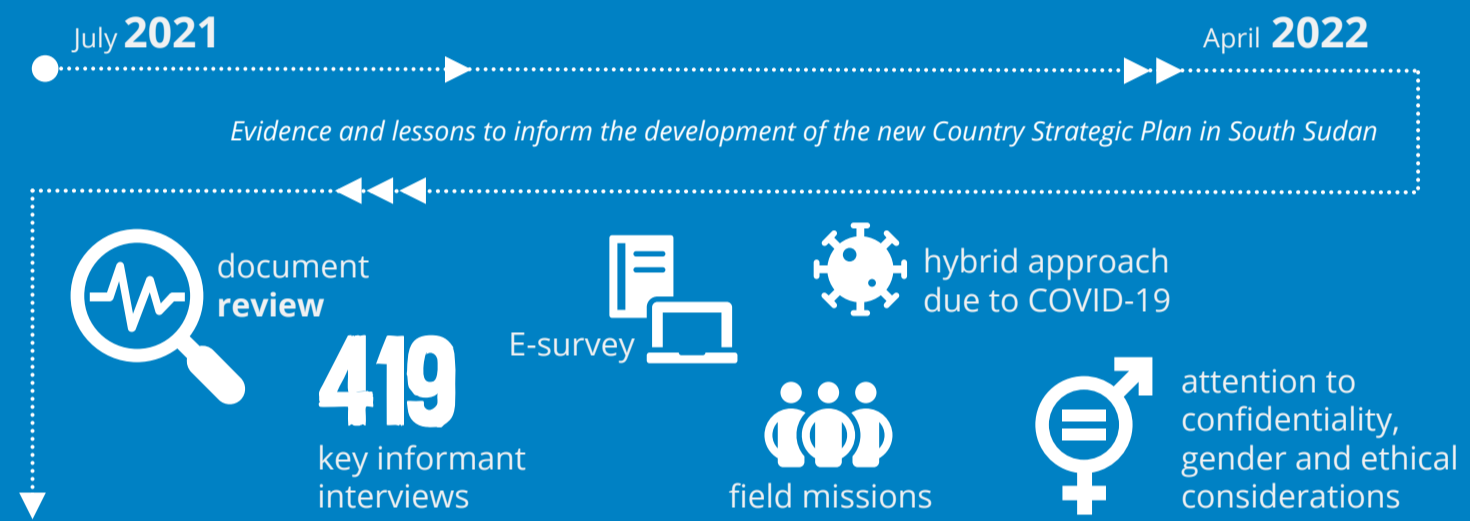 July 2021
April 2022
Evidence and lessons to inform the development of the new Country Strategic Plan in South Sudan
document
review
419
key informant
interviews
E-survey
hybrid approach
due to COVID-19
field missions
attention to
confidentiality,
gender and ethical
considerations